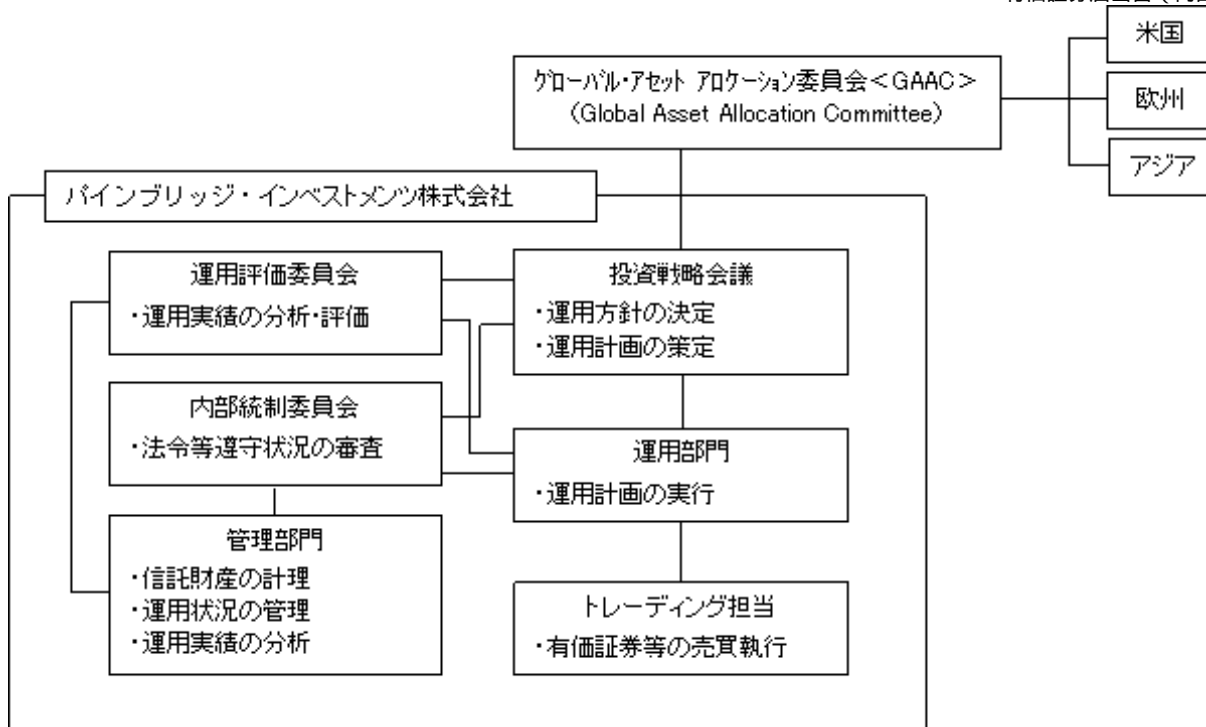 米国
グローバル・アセット アロケーション委員会<GAAC>
(Global Asset Allocation Committee)
欧州
アジア
パインブリッジ・インベストメンツ株式会社
運用評価委員会
・運用実績の分析・評価
投資戦略会議
・運用方針の決定
・運用計画の策定
内部統制委員会
・法令等遵守状況の審査
運用部門
・運用計画の実行
管理部門
・信託財産の計理
・運用状況の管理
・運用実績の分析
トレーディング担当
・有価証券等の売買執行